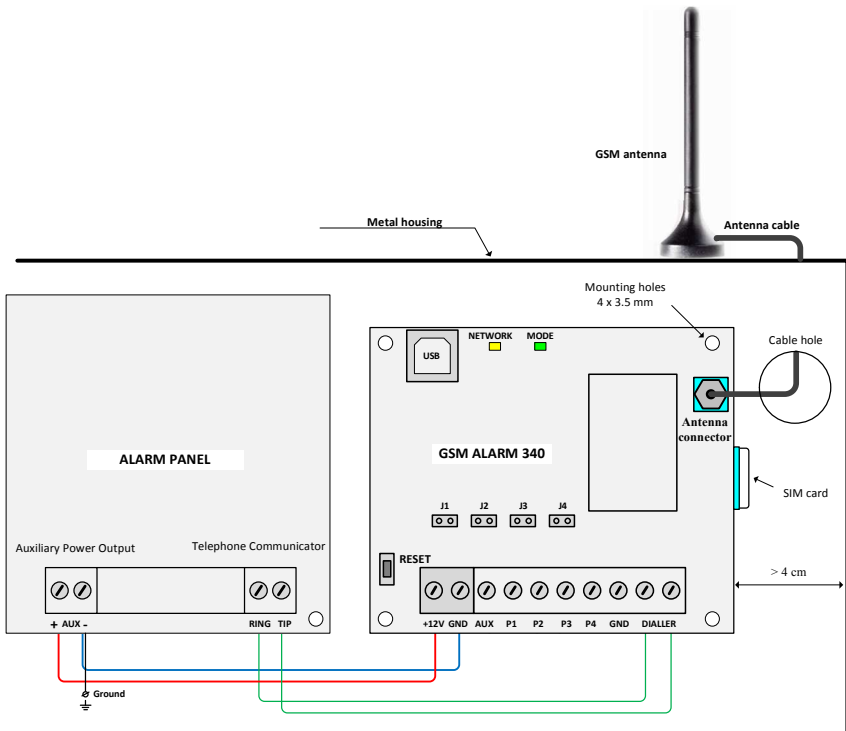 GSM antenna
Metal housing
Antenna cable
Mounting holes
4 x 3.5 mm
NETWORK
MODE
USB
Cable hole
Antenna
connector
ALARM PANEL
GSM ALARM 340
SIM card
J1 J2 J3 J4
Auxiliary Power Output
Telephone Communicator
RESET
> 4 cm
+ AUX -
RING TIP
+12V GND AUX P1 P2 P3 P4 GND DIALLER
Ground